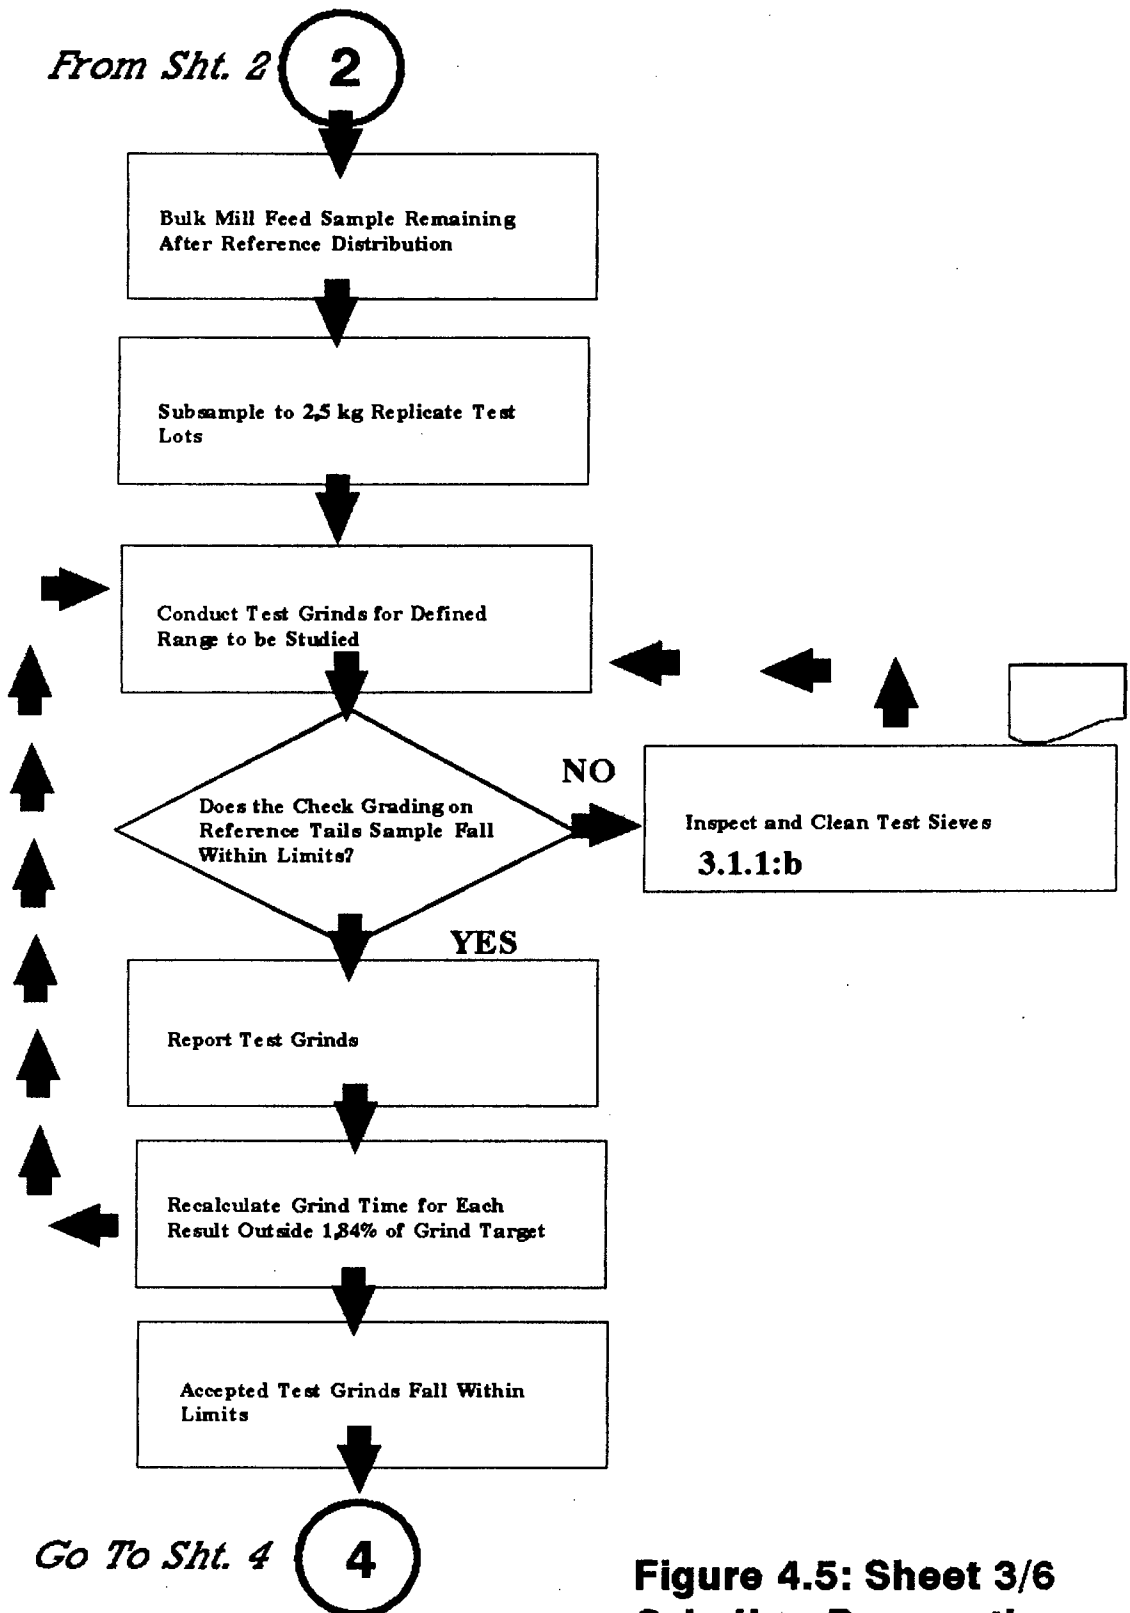 From Sht. 2
2
Bulk Mill Feed Sample Remaining
After Reference Distribution
Subsample to 2,5 kg Replicate Test
Lots
Conduct Test Grinds for Defined
Range to be Studied
NO
Does the Check Grading on
Reference Tails Sample Fall
Within Limits?
Inspect and Clean Test Sieves
3.1.1:b
YES
Report Test Grinds
Recalculate Grind Time for Each
Result Outside 1,84% of Grind Target
Accepted Test Grinds Fall Within
Limits
Go To Sht. 4
4
Figure 4.5: Sheet 3/6